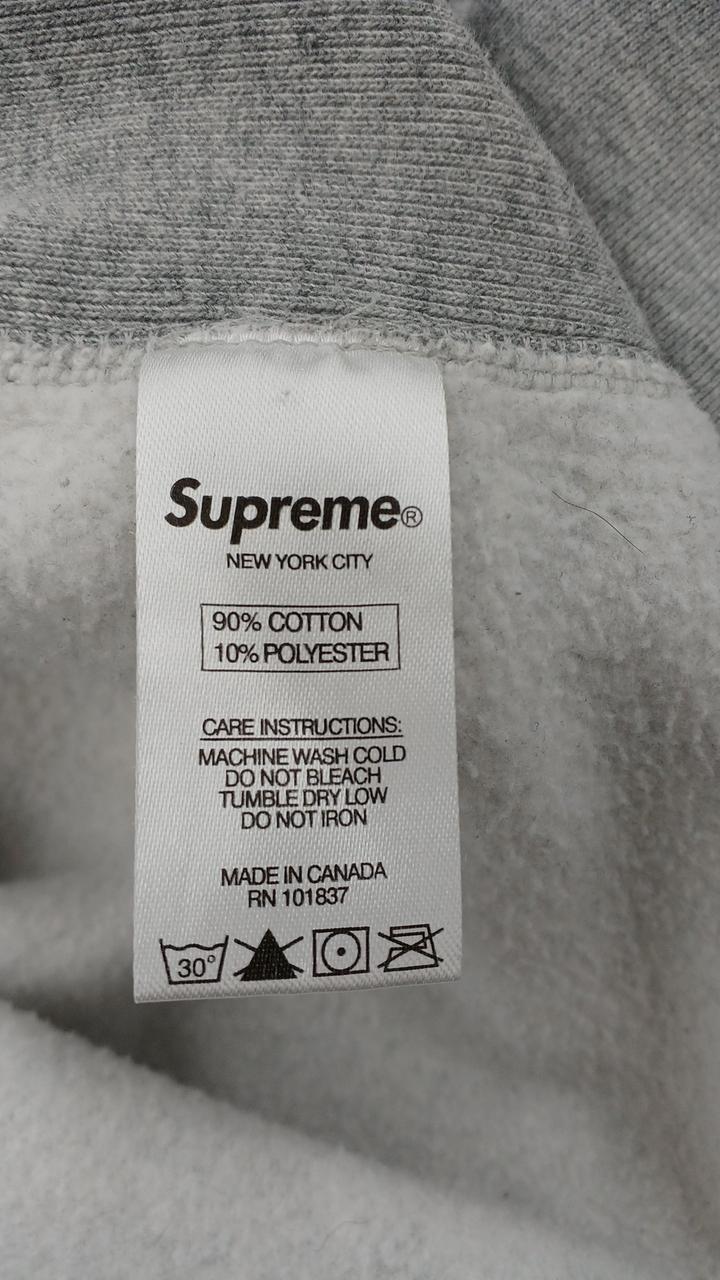 Supreme®
NEW YORK CITY
90% COTTON
10% POLYESTER
CARE INSTRUCTIONS:
MACHINE WASH COLD
DO NOT BLEACH
TUMBLE DRY LOW
DO NOT IRON
MADE IN CANADA
RN 101837
30°